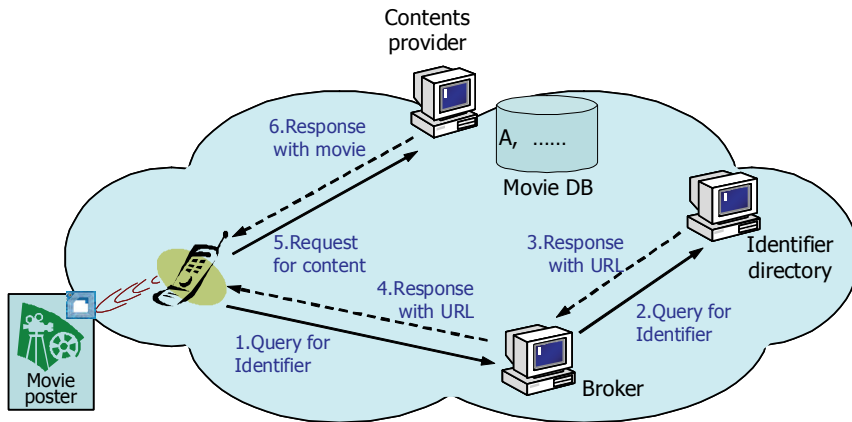 Contents
provider
6.Response
with movie
A, ......
Movie DB
5.Request
for content
3.Response
with URL
Identifier
directory
4.Response
with URL
2.Query for
Identifier
1.Query for
Identifier
Broker
Movie
poster